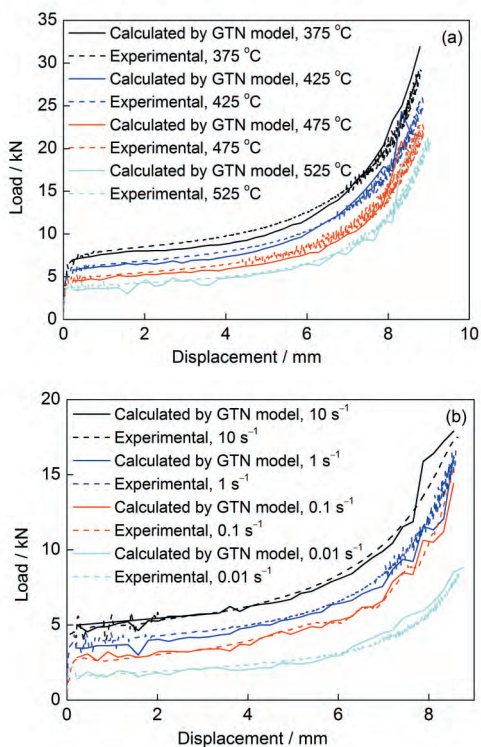 35
30
25
20
15
10
5
0
Load / kN
Calculated by GTN model, 375 °C
Experimental, 375 °C
Calculated by GTN model, 425 °C
Experimental, 425 °C
Calculated by GTN model, 475 °C
Experimental, 475 °C
Calculated by GTN model, 525 °C
Experimental, 525 °C
(a)
0 2 4 6 8 10
Displacement / mm
20
15
10
5
0
Load / kN
Calculated by GTN model, 10 s⁻¹
Experimental, 10 s⁻¹
Calculated by GTN model, 1 s⁻¹
Experimental, 1 s⁻¹
Calculated by GTN model, 0.1 s⁻¹
Experimental, 0.1 s⁻¹
Calculated by GTN model, 0.01 s⁻¹
Experimental, 0.01 s⁻¹
(b)
0 2 4 6 8
Displacement / mm